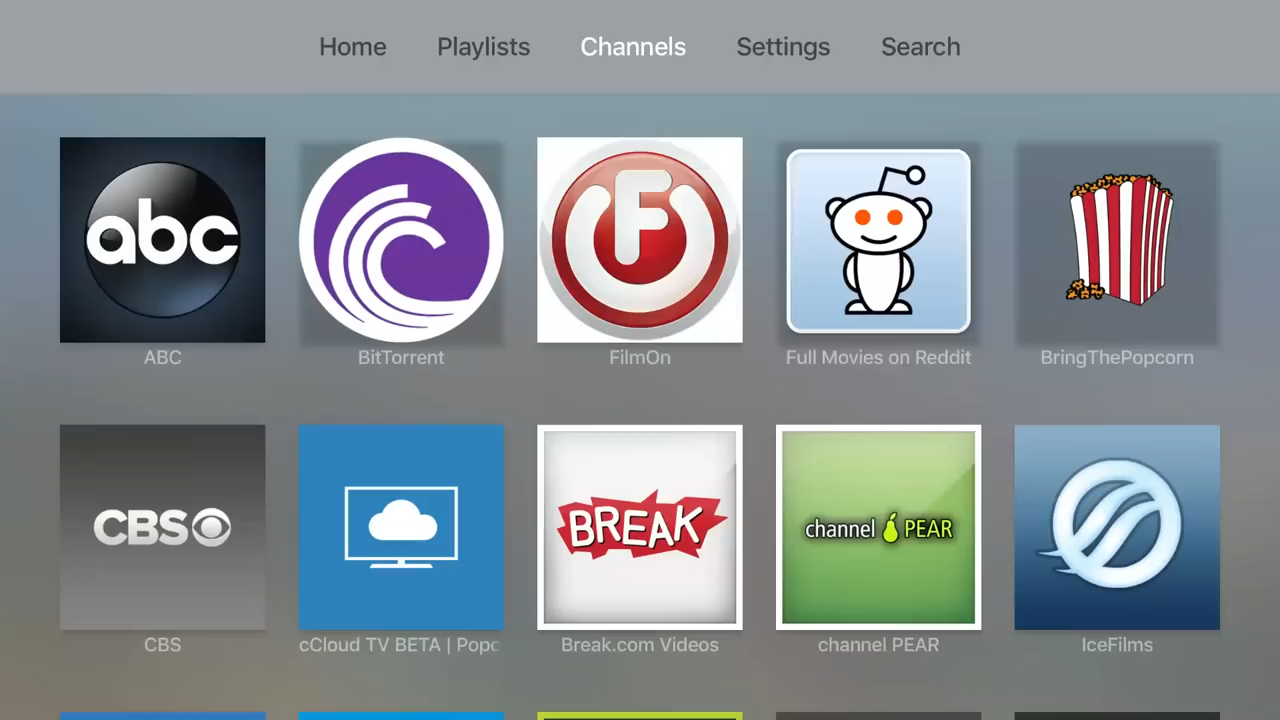 Home Playlists Channels Settings Search
abc
F
ABC BitTorrent FilmOn Full Movies on Reddit BringThePopcorn
CBS
BREAK
channel PEAR
CBS cCloud TV BETA | Popc Break.com Videos channel PEAR IceFilms